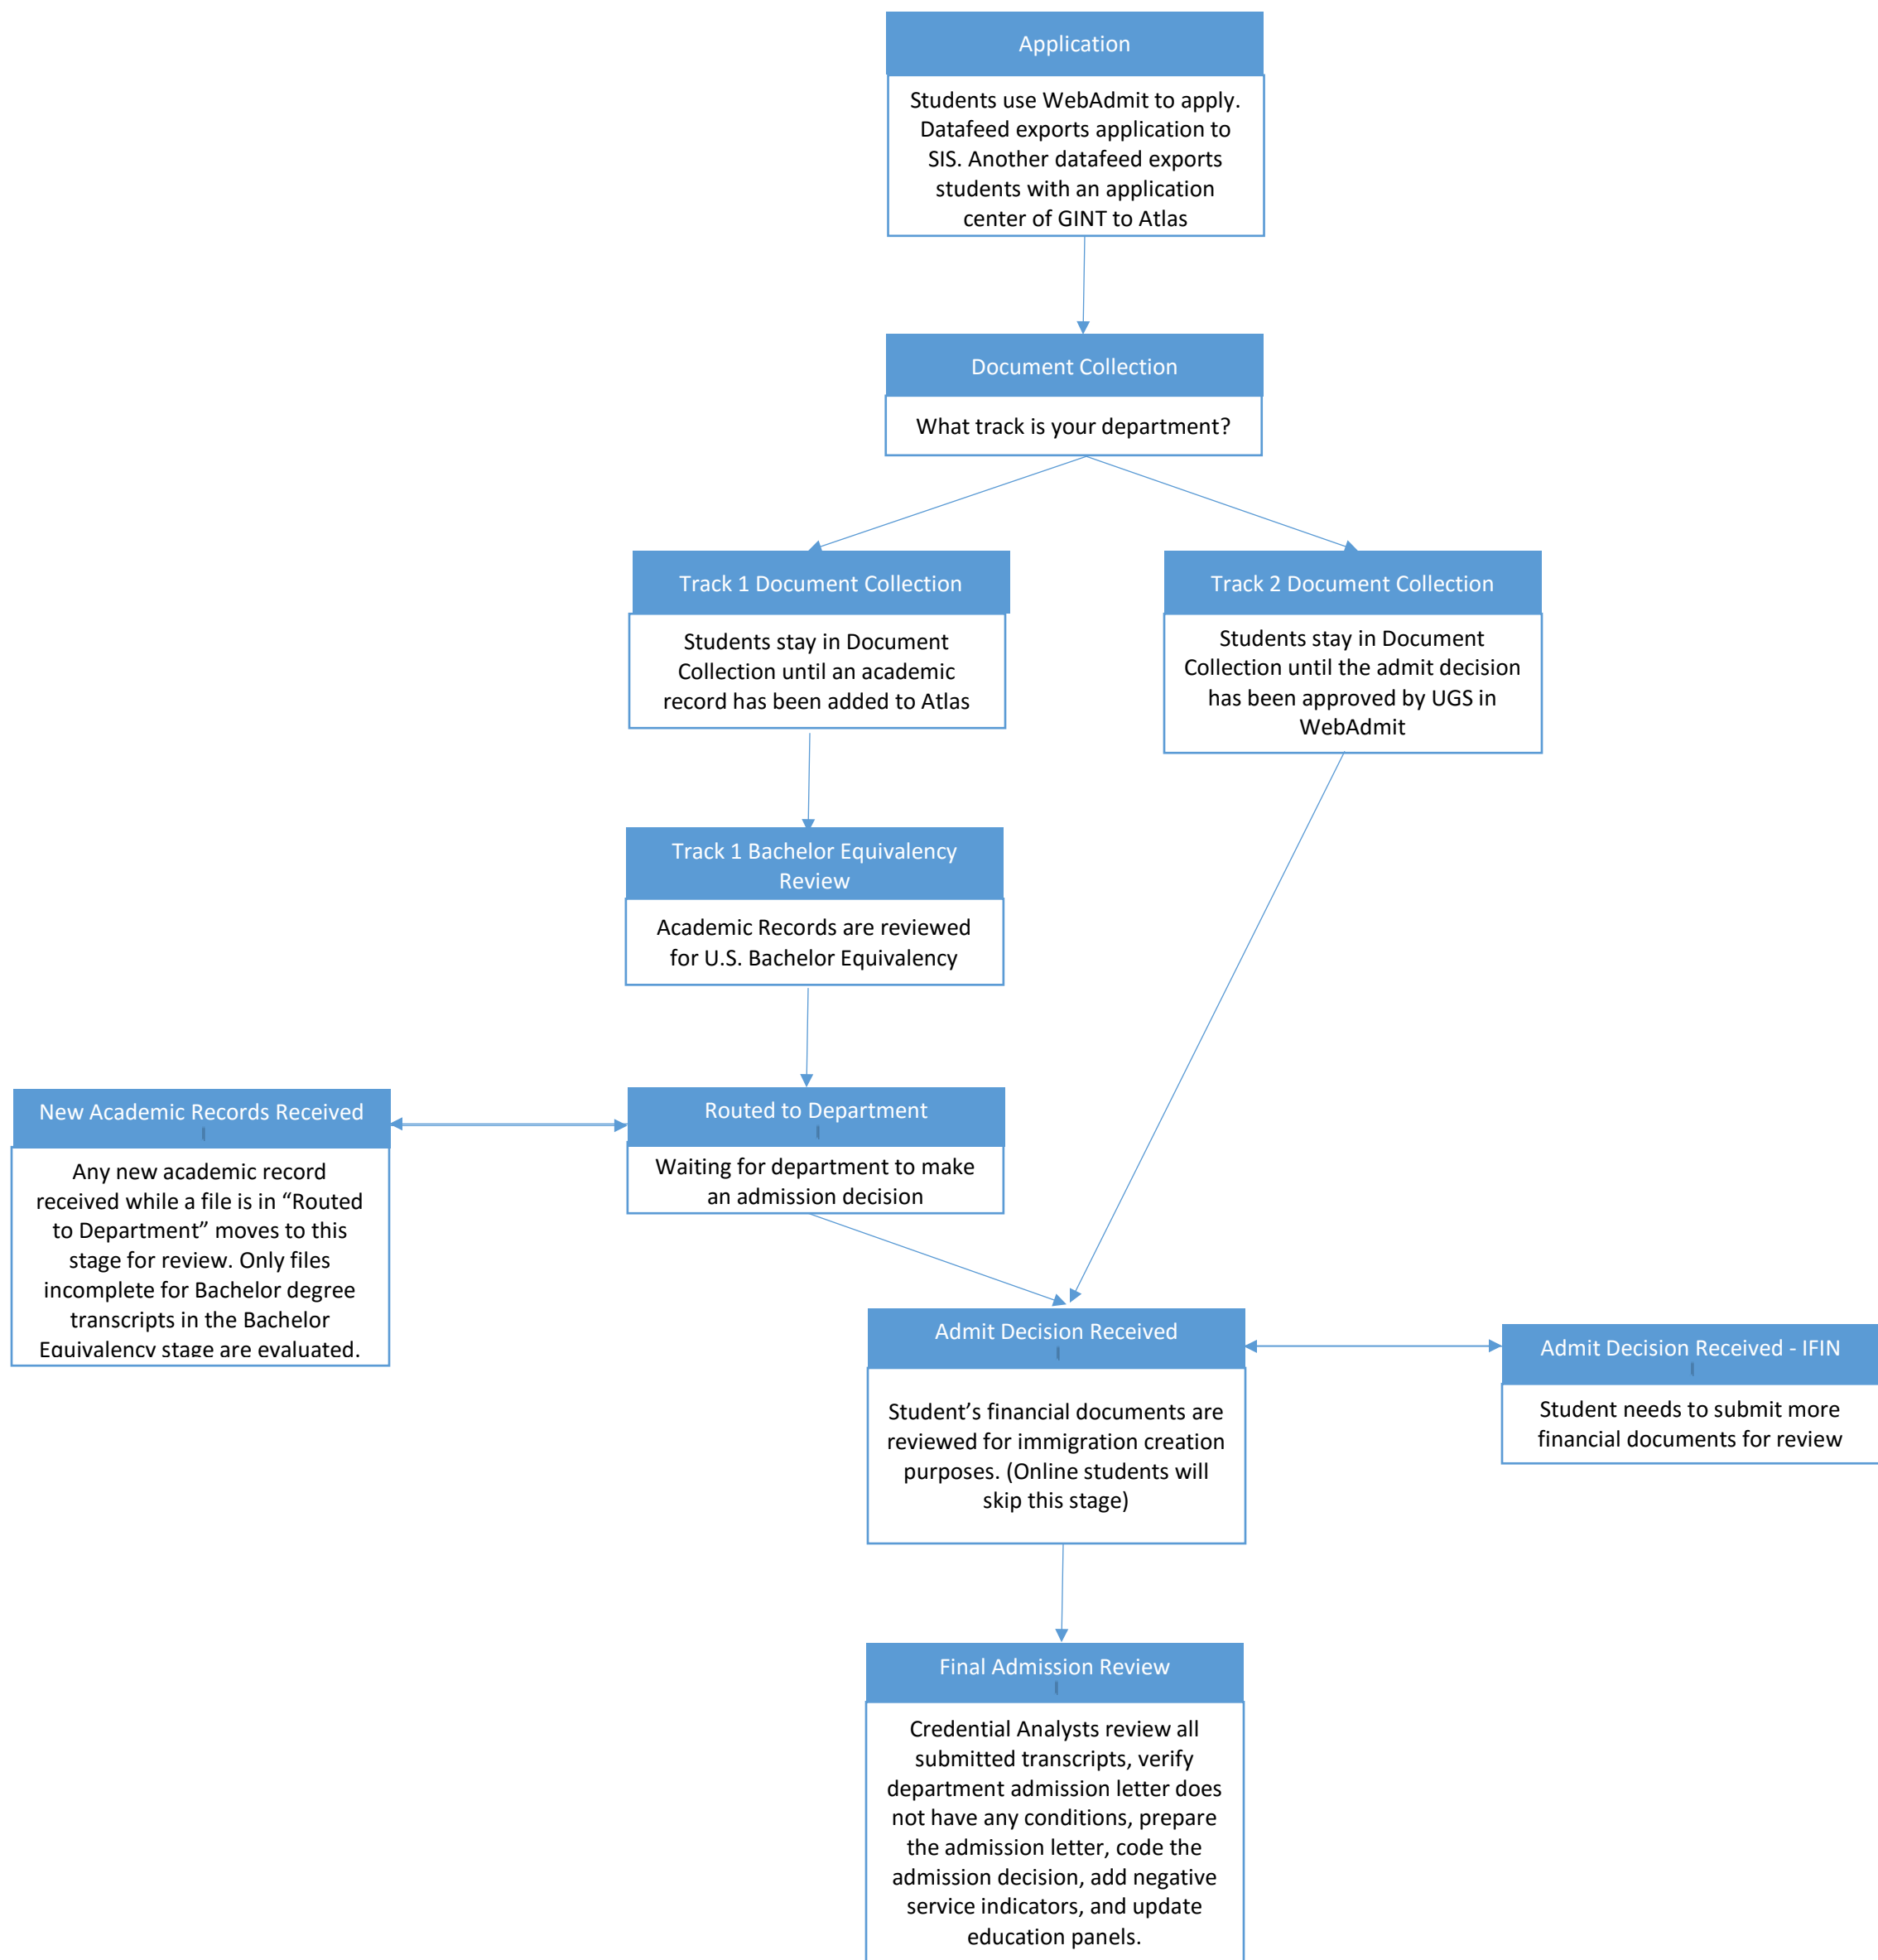 Application
Students use WebAdmit to apply.
Datafeed exports application to
SIS. Another datafeed exports
students with an application
center of GINT to Atlas
Document Collection
What track is your department?
Track 1 Document Collection
Students stay in Document
Collection until an academic
record has been added to Atlas
Track 2 Document Collection
Students stay in Document
Collection until the admit decision
has been approved by UGS in
WebAdmit
Track 1 Bachelor Equivalency
Review
Academic Records are reviewed
for U.S. Bachelor Equivalency
New Academic Records Received
Any new academic record
received while a file is in “Routed
to Department” moves to this
stage for review. Only files
incomplete for Bachelor degree
transcripts in the Bachelor
Equivalency stage are evaluated.
Routed to Department
Waiting for department to make
an admission decision
Admit Decision Received
Student’s financial documents are
reviewed for immigration creation
purposes. (Online students will
skip this stage)
Admit Decision Received - IFIN
Student needs to submit more
financial documents for review
Final Admission Review
Credential Analysts review all
submitted transcripts, verify
department admission letter does
not have any conditions, prepare
the admission letter, code the
admission decision, add negative
service indicators, and update
education panels.